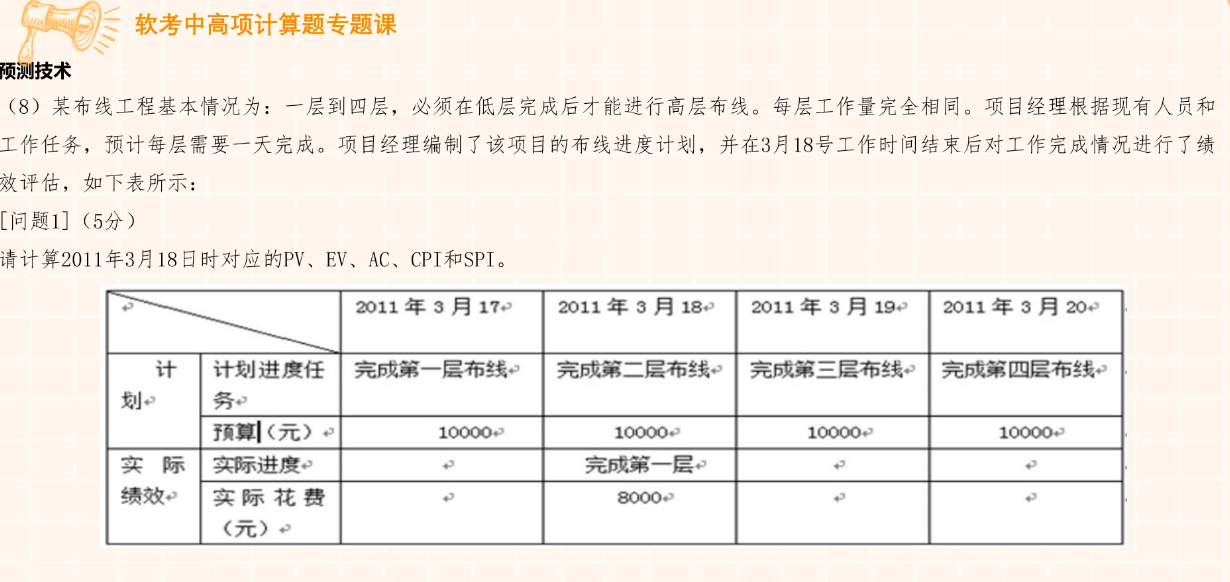 软考中高项计算题专题课
预测技术
（8）某布线工程基本情况为：一层到四层，必须在低层完成后才能进行高层布线。每层工作量完全相同。项目经理根据现有人员和
工作任务，预计每层需要一天完成。项目经理编制了该项目的布线进度计划，并在3月18号工作时间结束后对工作完成情况进行了绩
效评估，如下表所示：
[问题1]（5分）
请计算2011年3月18日时对应的PV、EV、AC、CPI和SPI。
2011 年 3 月 17 2011 年 3 月 18 2011 年 3 月 19 2011 年 3 月 20
计 计划进度任 完成第一层布线 完成第二层布线 完成第三层布线 完成第四层布线
划 务
预算（元） 10000 10000 10000 10000
实 际 实际进度 完成第一层
绩效 实 际 花 费 8000
（元）